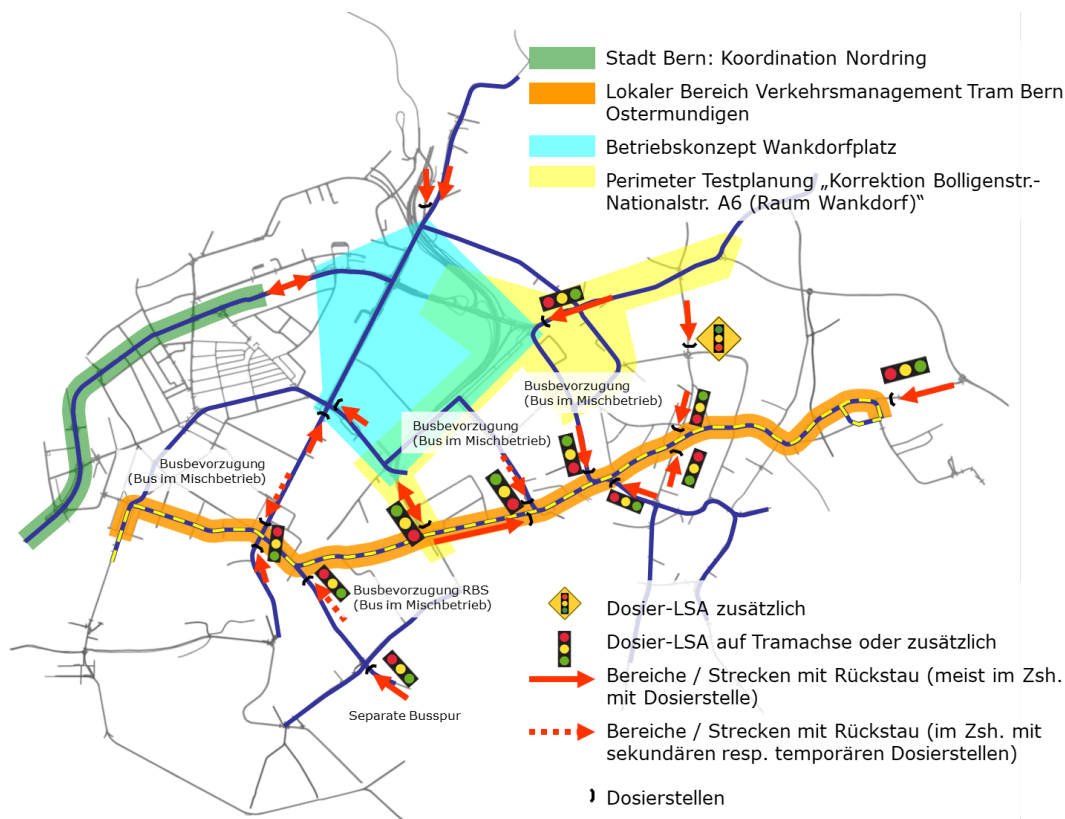 Stadt Bern: Koordination Nordring
Lokaler Bereich Verkehrsmanagement Tram Bern
Ostermundigen
Betriebskonzept Wankdorfplatz
Perimeter Testplanung „Korrektion Bolligenstr.-
Nationalstr. A6 (Raum Wankdorf)“
Busbevorzugung
(Bus im Mischbetrieb)
Busbevorzugung
(Bus im Mischbetrieb)
Busbevorzugung
(Bus im Mischbetrieb)
Busbevorzugung RBS
(Bus im Mischbetrieb)
Separate Busspur
Dosier-LSA zusätzlich
Dosier-LSA auf Tramachse oder zusätzlich
Bereiche / Strecken mit Rückstau (meist im Zsh.
mit Dosierstelle)
Bereiche / Strecken mit Rückstau (im Zsh. mit
sekundären resp. temporären Dosierstellen)
Dosierstellen